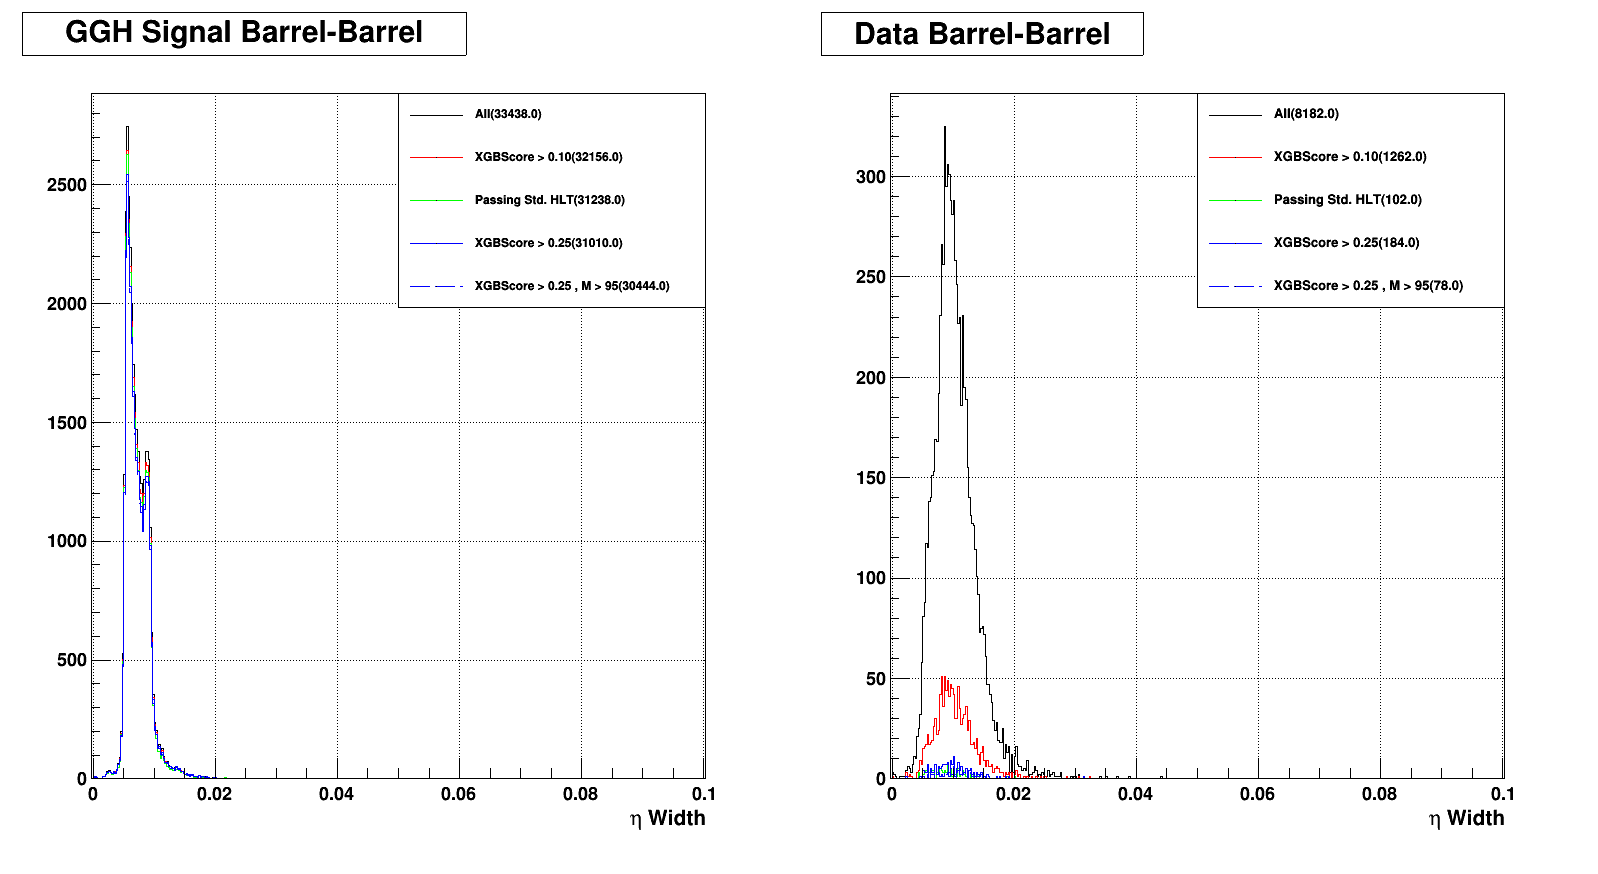 GGH Signal Barrel-Barrel
All(33438.0)
XGBScore > 0.10(32156.0)
Passing Std. HLT(31238.0)
XGBScore > 0.25(31010.0)
XGBScore > 0.25 , M > 95(30444.0)
2500
2000
1500
1000
500
0
0 0.02 0.04 0.06 0.08 0.1
η Width
Data Barrel-Barrel
All(8182.0)
XGBScore > 0.10(1262.0)
Passing Std. HLT(102.0)
XGBScore > 0.25(184.0)
XGBScore > 0.25 , M > 95(78.0)
300
250
200
150
100
50
0
0 0.02 0.04 0.06 0.08 0.1
η Width